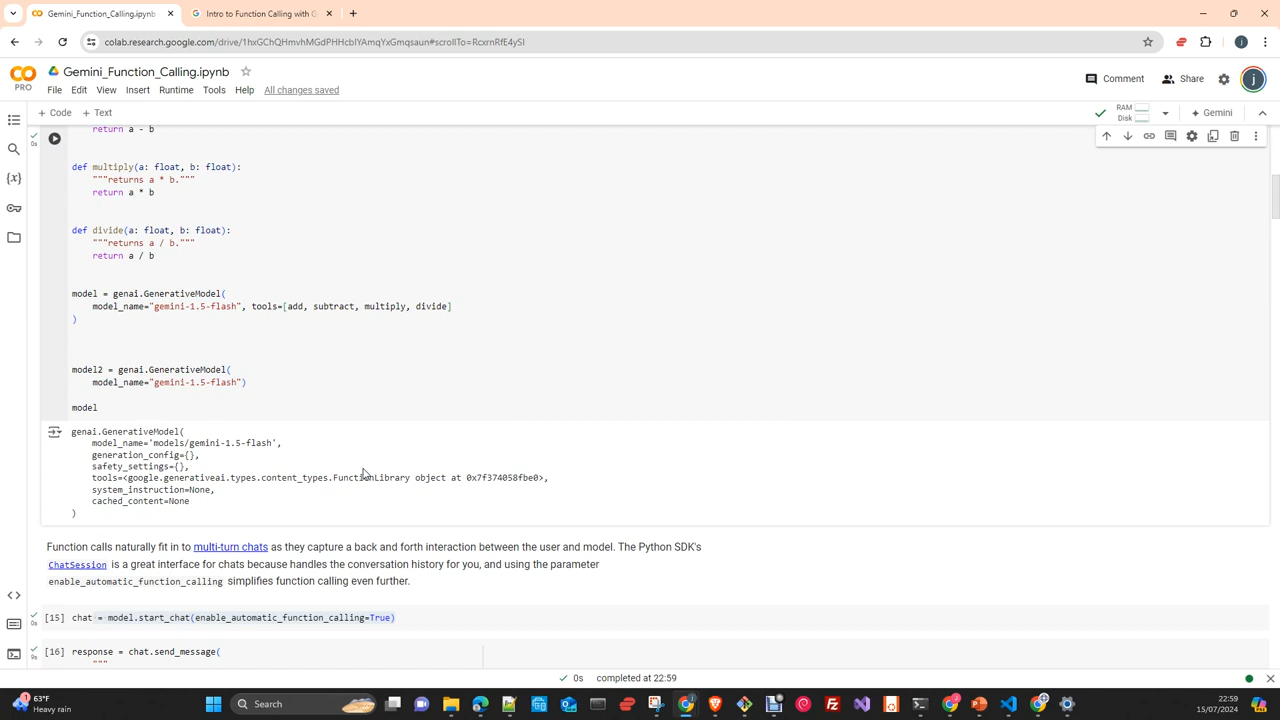 Gemini_Function_Calling.ipynb
Intro to Function Calling with G
colab.research.google.com/drive/1hxGChQHmvhMGdPHHcbIYAmqYxGmqsaun#scrollTo=RcxrnRfE4ySI
j
CO
PRO
Gemini_Function_Calling.ipynb
File Edit View Insert Runtime Tools Help All changes saved
Comment
Share
j
+ Code + Text
RAM
Disk
Gemini
0s
return a - b
def multiply(a: float, b: float):
"""returns a * b."""
return a * b
def divide(a: float, b: float):
"""returns a / b."""
return a / b
model = genai.GenerativeModel(
model_name="gemini-1.5-flash", tools=[add, subtract, multiply, divide]
)
model2 = genai.GenerativeModel(
model_name="gemini-1.5-flash")
model
genai.GenerativeModel(
model_name='models/gemini-1.5-flash',
generation_config={},
safety_settings={},
tools=<google.generativeai.types.content_types.FunctionLibrary object at 0x7f374058fbe0>,
system_instruction=None,
cached_content=None
)
Function calls naturally fit in to multi-turn chats as they capture a back and forth interaction between the user and model. The Python SDK's
ChatSession is a great interface for chats because handles the conversation history for you, and using the parameter
enable_automatic_function_calling simplifies function calling even further.
0s [15] chat = model.start_chat(enable_automatic_function_calling=True)
9s [16] response = chat.send_message(
"""
0s completed at 22:59
63°F
Heavy rain
Search
22:59
15/07/2024